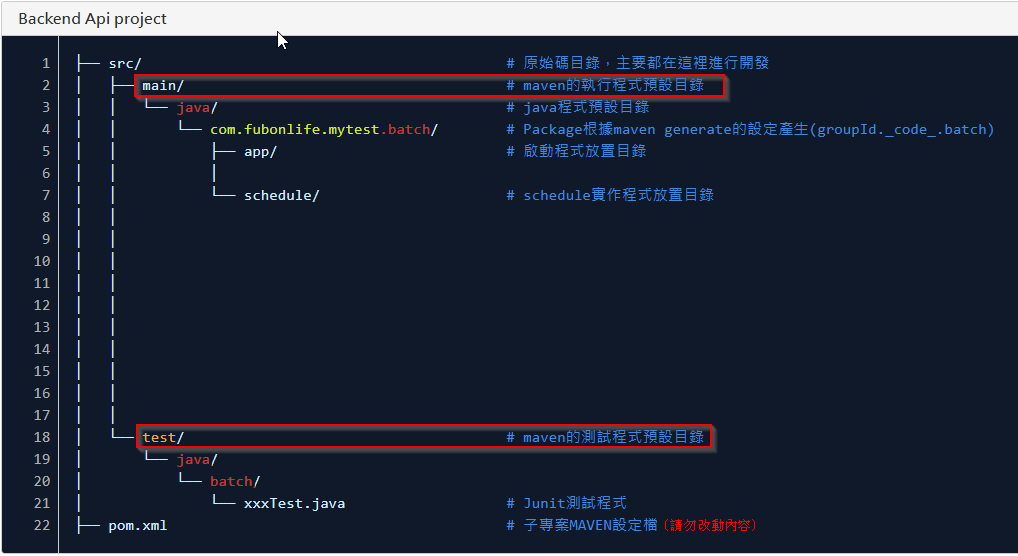 Backend Api project
1 ├── src/ # 原始碼目錄，主要都在這裡進行開發
2 │   ├── main/ # maven的執行程式預設目錄
3 │   │   └── java/ # java程式預設目錄
4 │   │       └── com.fubonlife.mytest.batch/ # Package根據maven generate的設定產生(groupId._code_.batch)
5 │   │           ├── app/ # 啟動程式放置目錄
6 │   │           │
7 │   │           └── schedule/ # schedule實作程式放置目錄
8 │   │
9 │   │
10 │   │
11 │   │
12 │   │
13 │   │
14 │   │
15 │   │
16 │   │
17 │   │
18 │   └── test/ # maven的測試程式預設目錄
19 │       └── java/
20 │           └── batch/
21 │               └── xxxTest.java # Junit測試程式
22 ├── pom.xml # 子專案MAVEN設定檔 (請勿改動內容)